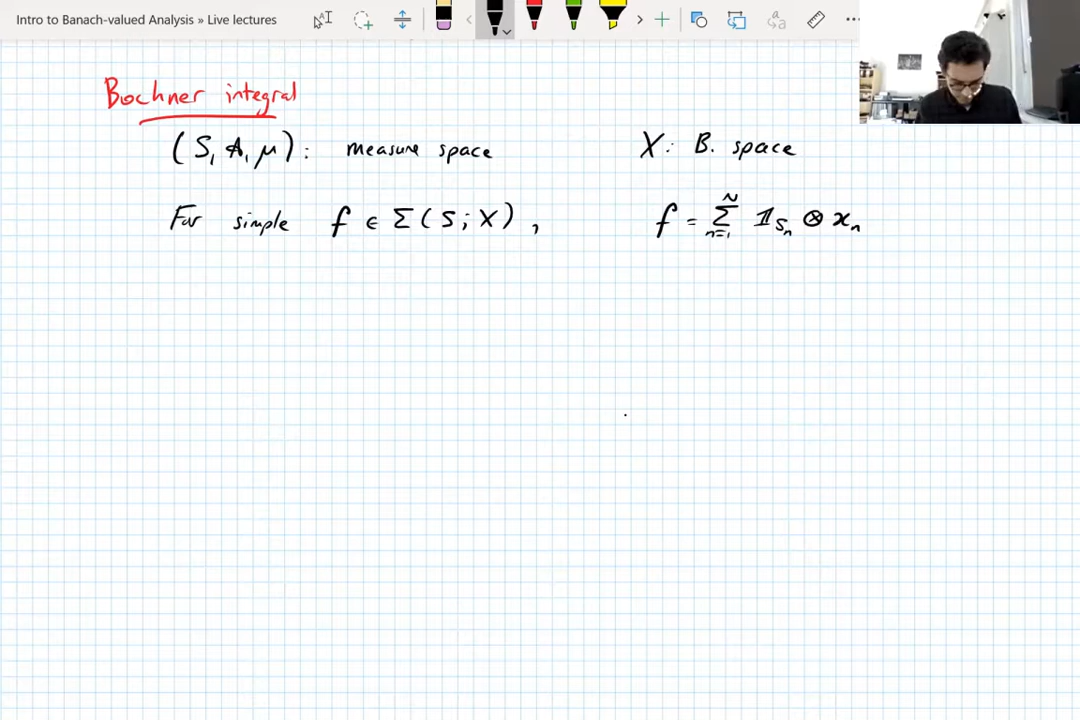 Intro to Banach-valued Analysis » Live lectures
Bochner integral
(S, A, μ): measure space X: B. space
For simple f ∈ Σ(S; X), f = Σ_{n=1}^{N} 𝟙_{S_n} ⊗ x_n